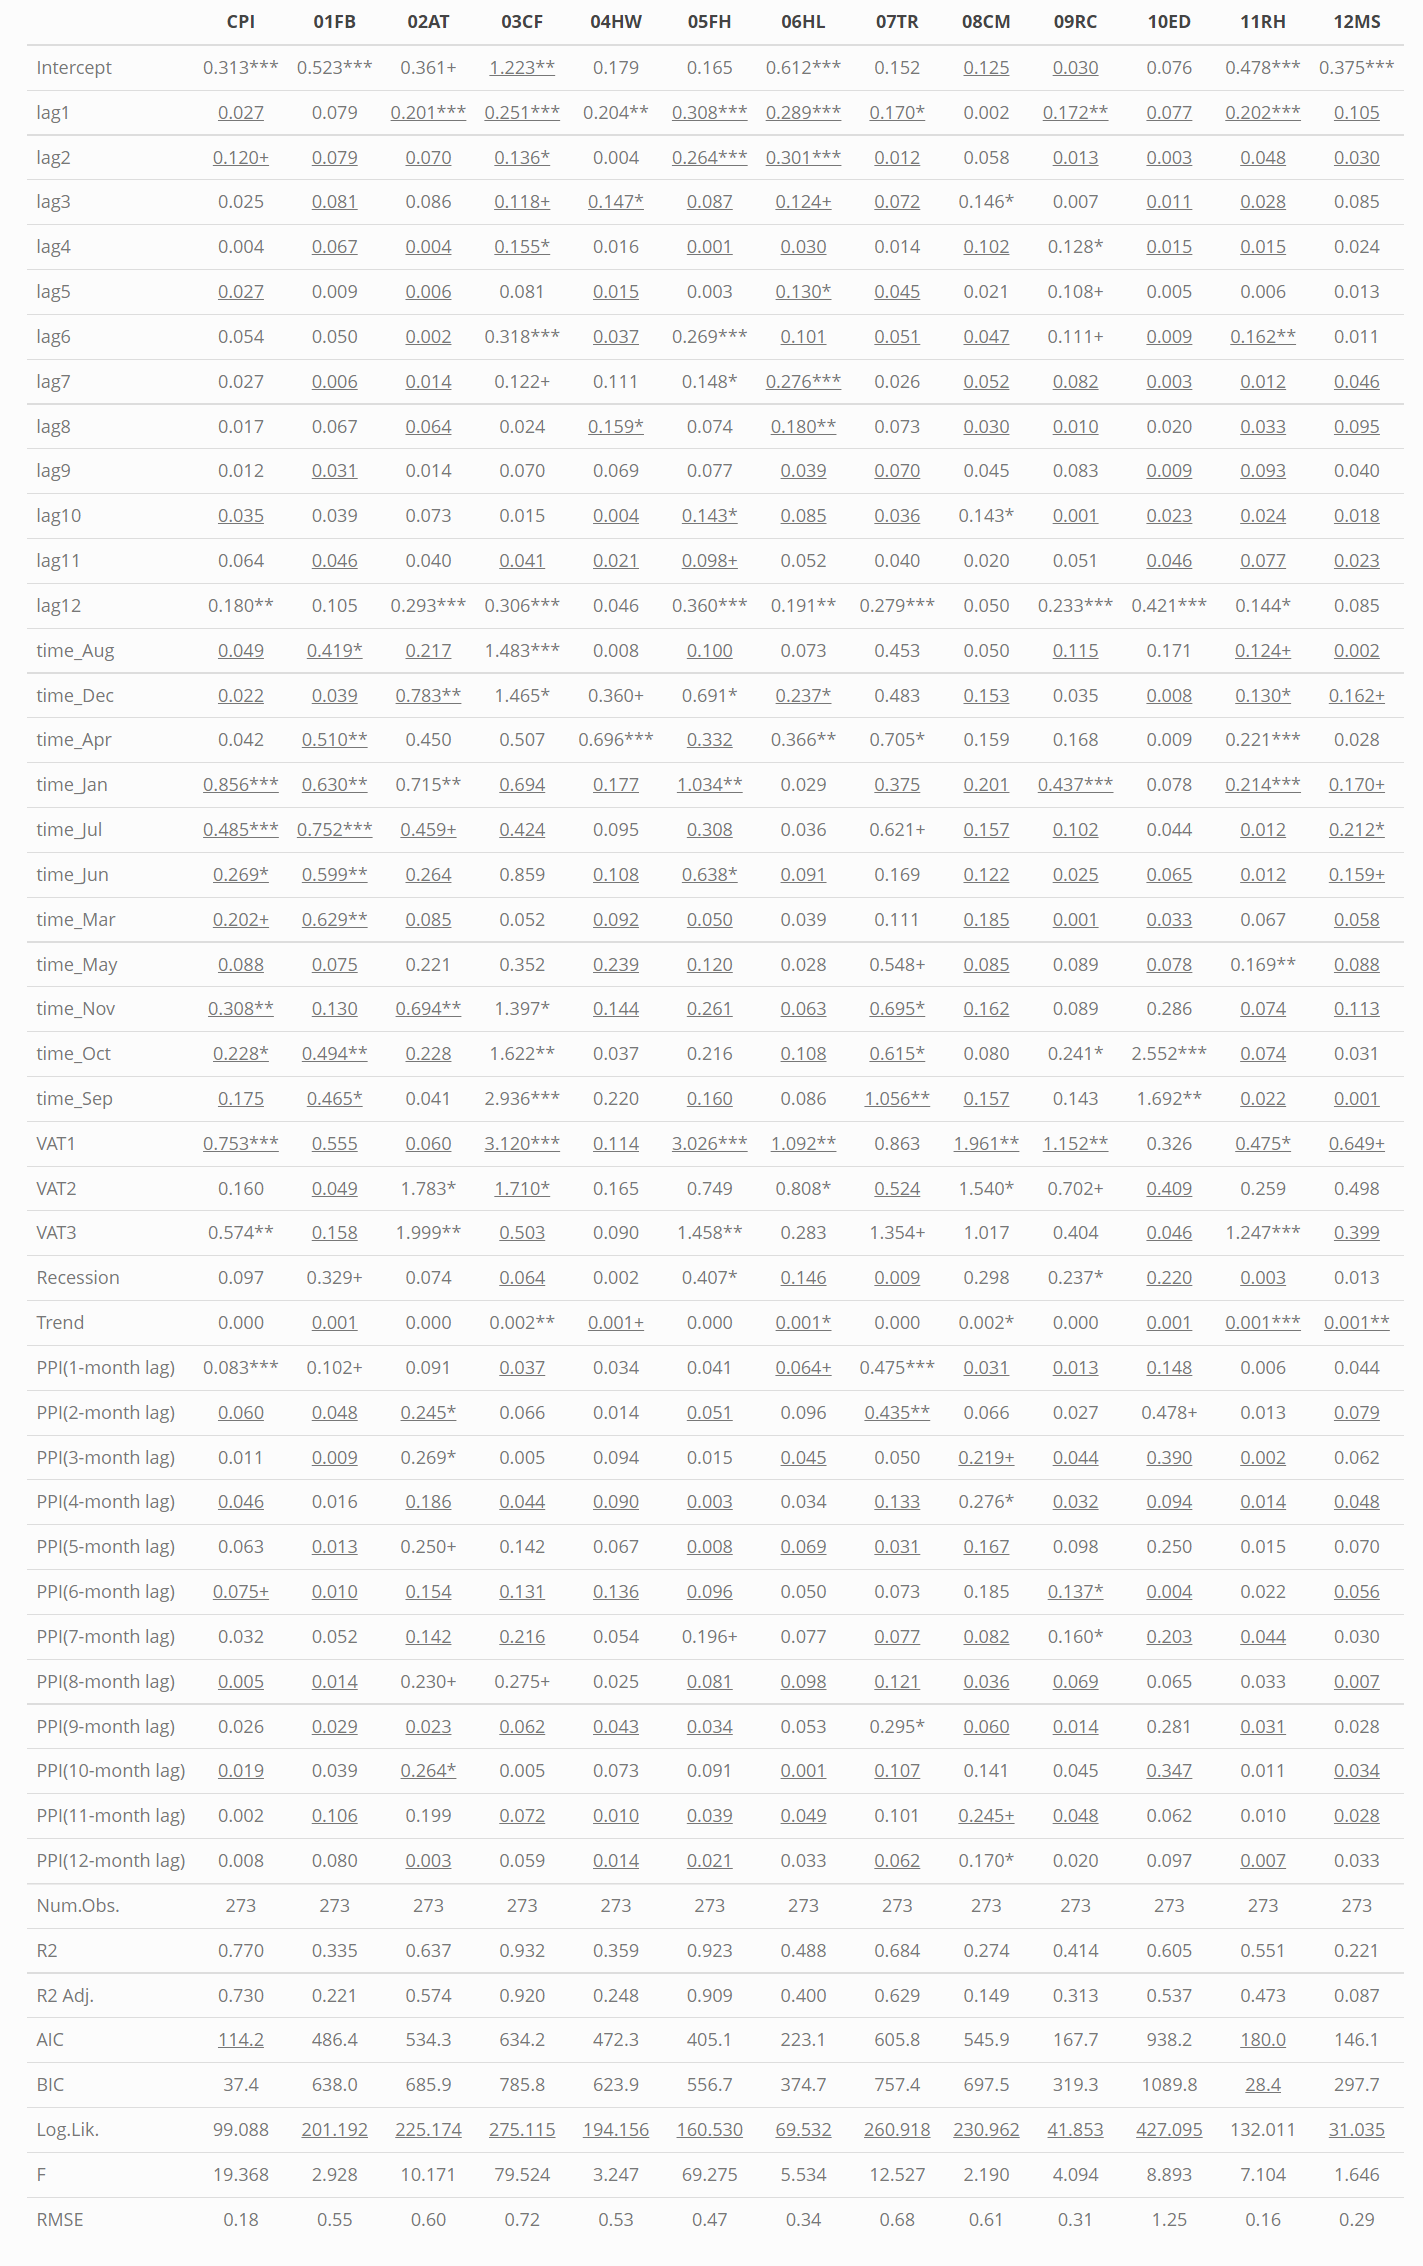 CPI 01FB 02AT 03CF 04HW 05FH 06HL 07TR 08CM 09RC 10ED 11RH 12MS
Intercept 0.313*** 0.523*** 0.361+ 1.223** 0.179 0.165 0.612*** 0.152 0.125 0.030 0.076 0.478*** 0.375***
lag1 0.027 0.079 0.201*** 0.251*** 0.204** 0.308*** 0.289*** 0.170* 0.002 0.172** 0.077 0.202*** 0.105
lag2 0.120+ 0.079 0.070 0.136* 0.004 0.264*** 0.301*** 0.012 0.058 0.013 0.003 0.048 0.030
lag3 0.025 0.081 0.086 0.118+ 0.147* 0.087 0.124+ 0.072 0.146* 0.007 0.011 0.028 0.085
lag4 0.004 0.067 0.004 0.155* 0.016 0.001 0.030 0.014 0.102 0.128* 0.015 0.015 0.024
lag5 0.027 0.009 0.006 0.081 0.015 0.003 0.130* 0.045 0.021 0.108+ 0.005 0.006 0.013
lag6 0.054 0.050 0.002 0.318*** 0.037 0.269*** 0.101 0.051 0.047 0.111+ 0.009 0.162** 0.011
lag7 0.027 0.006 0.014 0.122+ 0.111 0.148* 0.276*** 0.026 0.052 0.082 0.003 0.012 0.046
lag8 0.017 0.067 0.064 0.024 0.159* 0.074 0.180** 0.073 0.030 0.010 0.020 0.033 0.095
lag9 0.012 0.031 0.014 0.070 0.069 0.077 0.039 0.070 0.045 0.083 0.009 0.093 0.040
lag10 0.035 0.039 0.073 0.015 0.004 0.143* 0.085 0.036 0.143* 0.001 0.023 0.024 0.018
lag11 0.064 0.046 0.040 0.041 0.021 0.098+ 0.052 0.040 0.020 0.051 0.046 0.077 0.023
lag12 0.180** 0.105 0.293*** 0.306*** 0.046 0.360*** 0.191** 0.279*** 0.050 0.233*** 0.421*** 0.144* 0.085
time_Aug 0.049 0.419* 0.217 1.483*** 0.008 0.100 0.073 0.453 0.050 0.115 0.171 0.124+ 0.002
time_Dec 0.022 0.039 0.783** 1.465* 0.360+ 0.691* 0.237* 0.483 0.153 0.035 0.008 0.130* 0.162+
time_Apr 0.042 0.510** 0.450 0.507 0.696*** 0.332 0.366** 0.705* 0.159 0.168 0.009 0.221*** 0.028
time_Jan 0.856*** 0.630** 0.715** 0.694 0.177 1.034** 0.029 0.375 0.201 0.437*** 0.078 0.214*** 0.170+
time_Jul 0.485*** 0.752*** 0.459+ 0.424 0.095 0.308 0.036 0.621+ 0.157 0.102 0.044 0.012 0.212*
time_Jun 0.269* 0.599** 0.264 0.859 0.108 0.638* 0.091 0.169 0.122 0.025 0.065 0.012 0.159+
time_Mar 0.202+ 0.629** 0.085 0.052 0.092 0.050 0.039 0.111 0.185 0.001 0.033 0.067 0.058
time_May 0.088 0.075 0.221 0.352 0.239 0.120 0.028 0.548+ 0.085 0.089 0.078 0.169** 0.088
time_Nov 0.308** 0.130 0.694** 1.397* 0.144 0.261 0.063 0.695* 0.162 0.089 0.286 0.074 0.113
time_Oct 0.228* 0.494** 0.228 1.622** 0.037 0.216 0.108 0.615* 0.080 0.241* 2.552*** 0.074 0.031
time_Sep 0.175 0.465* 0.041 2.936*** 0.220 0.160 0.086 1.056** 0.157 0.143 1.692** 0.022 0.001
VAT1 0.753*** 0.555 0.060 3.120*** 0.114 3.026*** 1.092** 0.863 1.961** 1.152** 0.326 0.475* 0.649+
VAT2 0.160 0.049 1.783* 1.710* 0.165 0.749 0.808* 0.524 1.540* 0.702+ 0.409 0.259 0.498
VAT3 0.574** 0.158 1.999** 0.503 0.090 1.458** 0.283 1.354+ 1.017 0.404 0.046 1.247*** 0.399
Recession 0.097 0.329+ 0.074 0.064 0.002 0.407* 0.146 0.009 0.298 0.237* 0.220 0.003 0.013
Trend 0.000 0.001 0.000 0.002** 0.001+ 0.000 0.001* 0.000 0.002* 0.000 0.001 0.001*** 0.001**
PPI(1-month lag) 0.083*** 0.102+ 0.091 0.037 0.034 0.041 0.064+ 0.475*** 0.031 0.013 0.148 0.006 0.044
PPI(2-month lag) 0.060 0.048 0.245* 0.066 0.014 0.051 0.096 0.435** 0.066 0.027 0.478+ 0.013 0.079
PPI(3-month lag) 0.011 0.009 0.269* 0.005 0.094 0.015 0.045 0.050 0.219+ 0.044 0.390 0.002 0.062
PPI(4-month lag) 0.046 0.016 0.186 0.044 0.090 0.003 0.034 0.133 0.276* 0.032 0.094 0.014 0.048
PPI(5-month lag) 0.063 0.013 0.250+ 0.142 0.067 0.008 0.069 0.031 0.167 0.098 0.250 0.015 0.070
PPI(6-month lag) 0.075+ 0.010 0.154 0.131 0.136 0.096 0.050 0.073 0.185 0.137* 0.004 0.022 0.056
PPI(7-month lag) 0.032 0.052 0.142 0.216 0.054 0.196+ 0.077 0.077 0.082 0.160* 0.203 0.044 0.030
PPI(8-month lag) 0.005 0.014 0.230+ 0.275+ 0.025 0.081 0.098 0.121 0.036 0.069 0.065 0.033 0.007
PPI(9-month lag) 0.026 0.029 0.023 0.062 0.043 0.034 0.053 0.295* 0.060 0.014 0.281 0.031 0.028
PPI(10-month lag) 0.019 0.039 0.264* 0.005 0.073 0.091 0.001 0.107 0.141 0.045 0.347 0.011 0.034
PPI(11-month lag) 0.002 0.106 0.199 0.072 0.010 0.039 0.049 0.101 0.245+ 0.048 0.062 0.010 0.028
PPI(12-month lag) 0.008 0.080 0.003 0.059 0.014 0.021 0.033 0.062 0.170* 0.020 0.097 0.007 0.033
Num.Obs. 273 273 273 273 273 273 273 273 273 273 273 273 273
R2 0.770 0.335 0.637 0.932 0.359 0.923 0.488 0.684 0.274 0.414 0.605 0.551 0.221
R2 Adj. 0.730 0.221 0.574 0.920 0.248 0.909 0.400 0.629 0.149 0.313 0.537 0.473 0.087
AIC 114.2 486.4 534.3 634.2 472.3 405.1 223.1 605.8 545.9 167.7 938.2 180.0 146.1
BIC 37.4 638.0 685.9 785.8 623.9 556.7 374.7 757.4 697.5 319.3 1089.8 28.4 297.7
Log.Lik. 99.088 201.192 225.174 275.115 194.156 160.530 69.532 260.918 230.962 41.853 427.095 132.011 31.035
F 19.368 2.928 10.171 79.524 3.247 69.275 5.534 12.527 2.190 4.094 8.893 7.104 1.646
RMSE 0.18 0.55 0.60 0.72 0.53 0.47 0.34 0.68 0.61 0.31 1.25 0.16 0.29